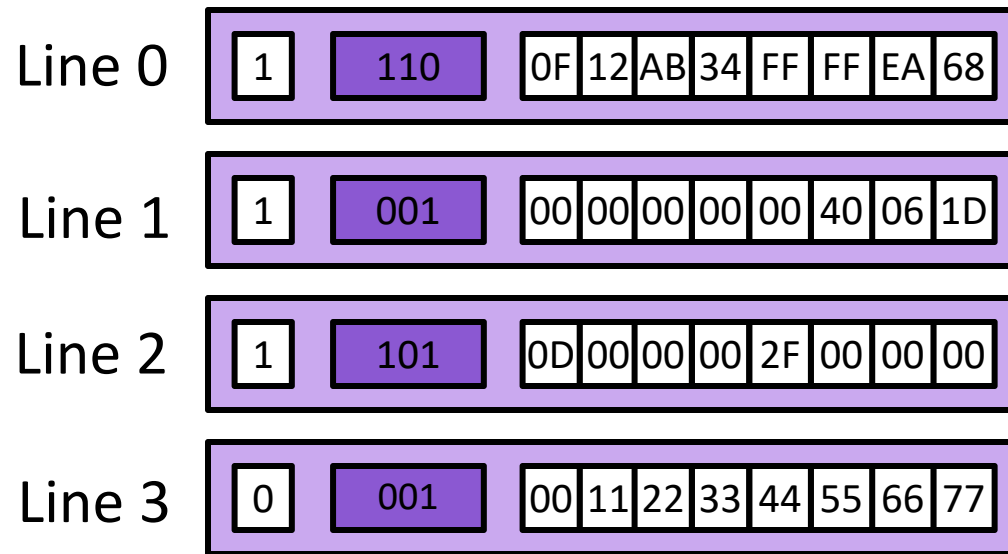 Line 0 1 110 0F 12 AB 34 FF FF EA 68
Line 1 1 001 00 00 00 00 00 40 06 1D
Line 2 1 101 0D 00 00 00 2F 00 00 00
Line 3 0 001 00 11 22 33 44 55 66 77